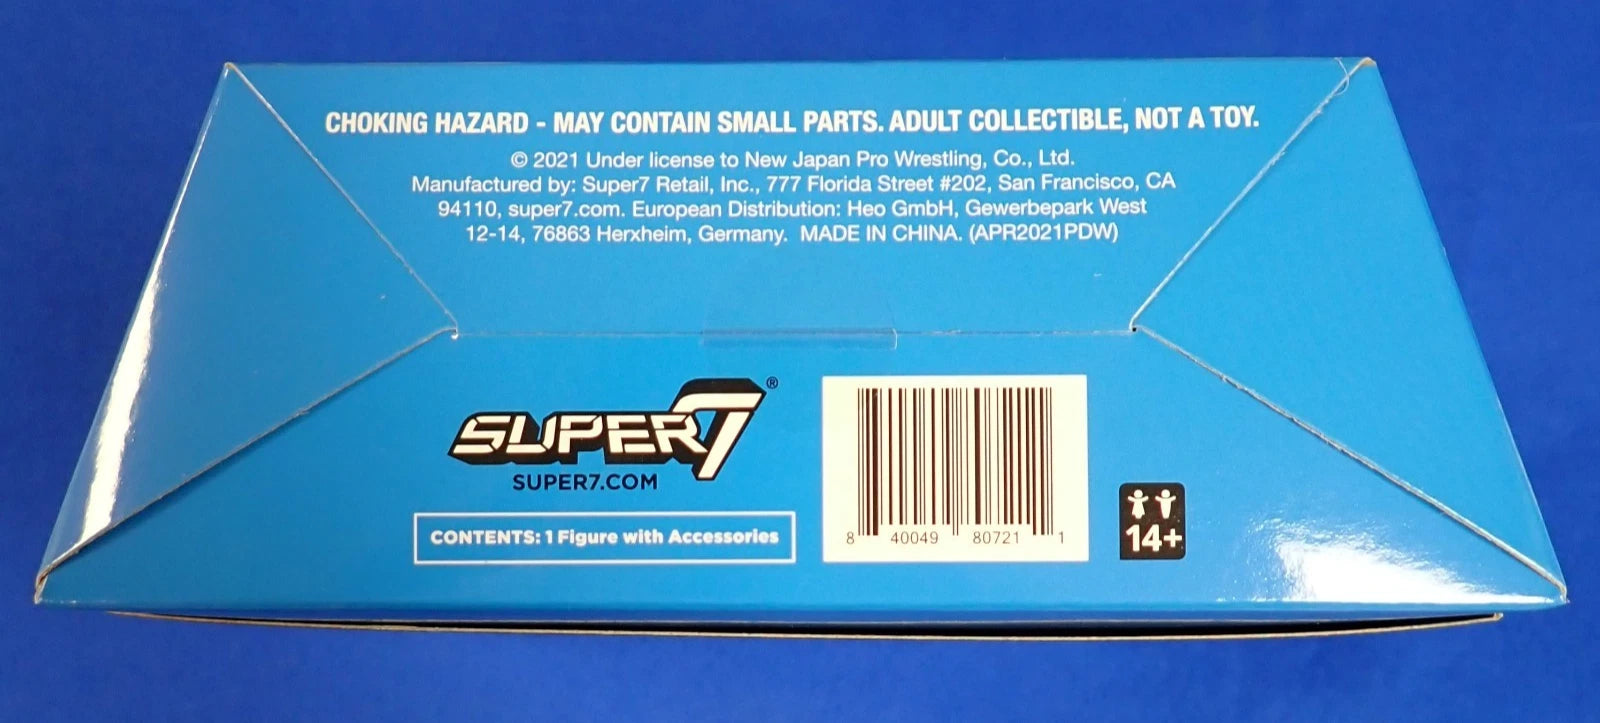 CHOKING HAZARD - MAY CONTAIN SMALL PARTS. ADULT COLLECTIBLE, NOT A TOY.
© 2021 Under license to New Japan Pro Wrestling, Co., Ltd.
Manufactured by: Super7 Retail, Inc., 777 Florida Street #202, San Francisco, CA
94110, super7.com. European Distribution: Heo GmbH, Gewerbepark West
12-14, 76863 Herxheim, Germany. MADE IN CHINA. (APR2021PDW)
SUPER7®
SUPER7.COM
CONTENTS: 1 Figure with Accessories
8 40049 80721 1
14+